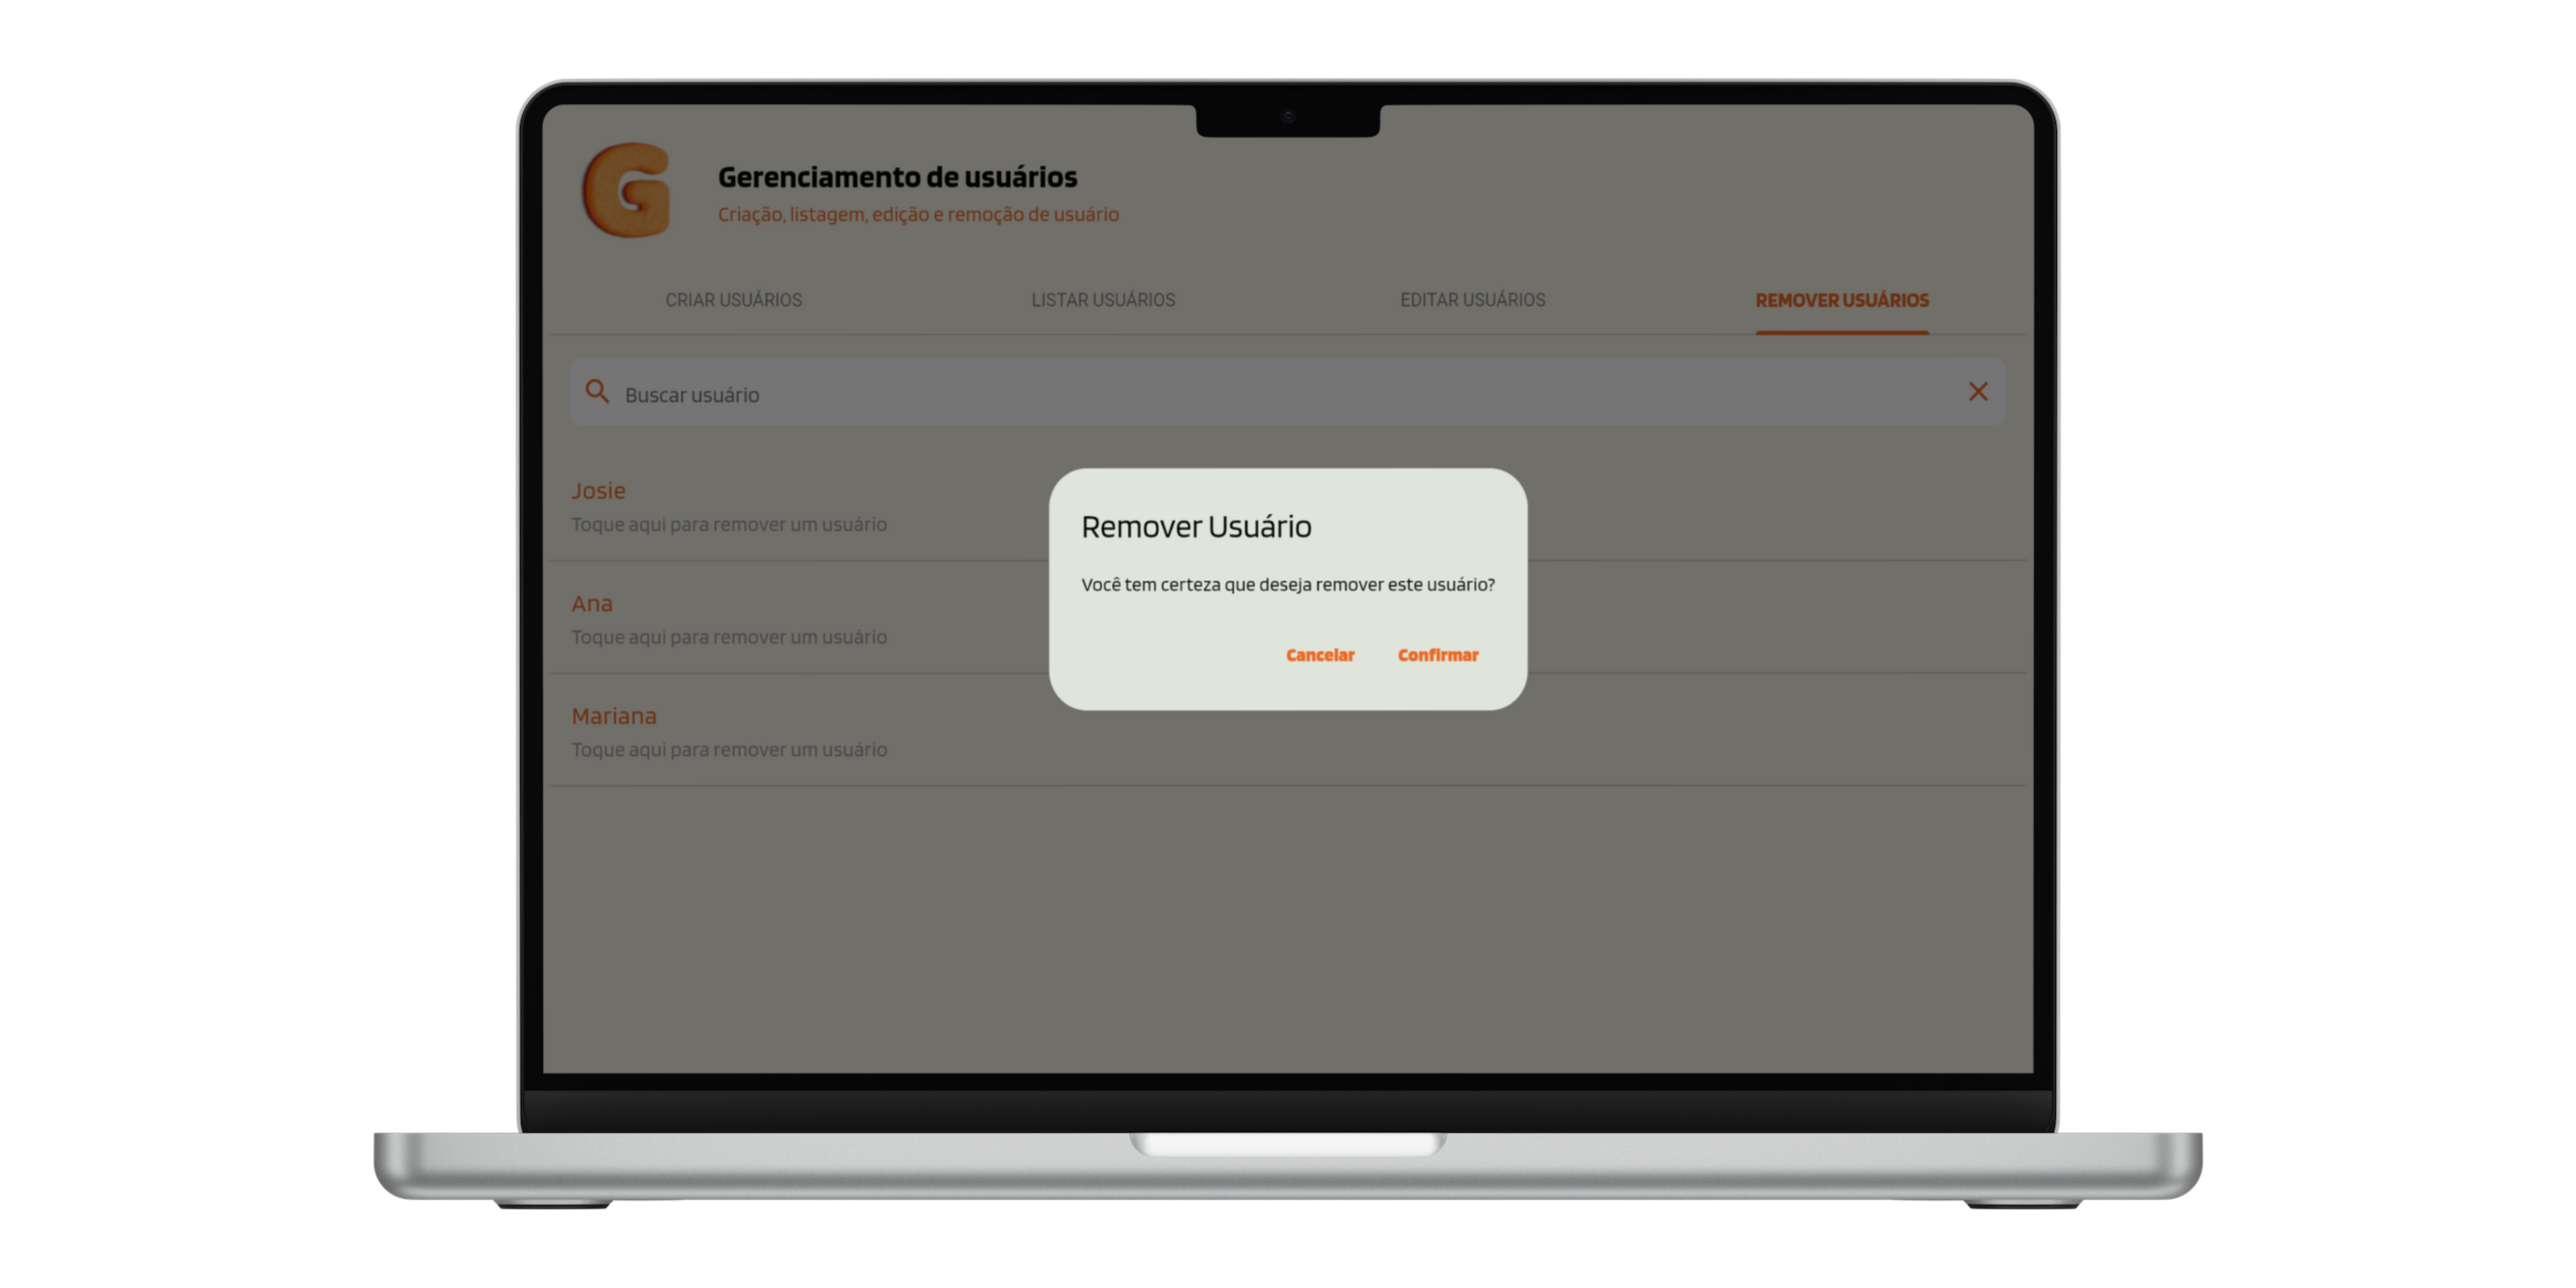 G
Gerenciamento de usuários
Criação, listagem, edição e remoção de usuário
CRIAR USUÁRIOS
LISTAR USUÁRIOS
EDITAR USUÁRIOS
REMOVER USUÁRIOS
Buscar usuário
Josie
Toque aqui para remover um usuário
Ana
Toque aqui para remover um usuário
Mariana
Toque aqui para remover um usuário
Remover Usuário
Você tem certeza que deseja remover este usuário?
Cancelar
Confirmar